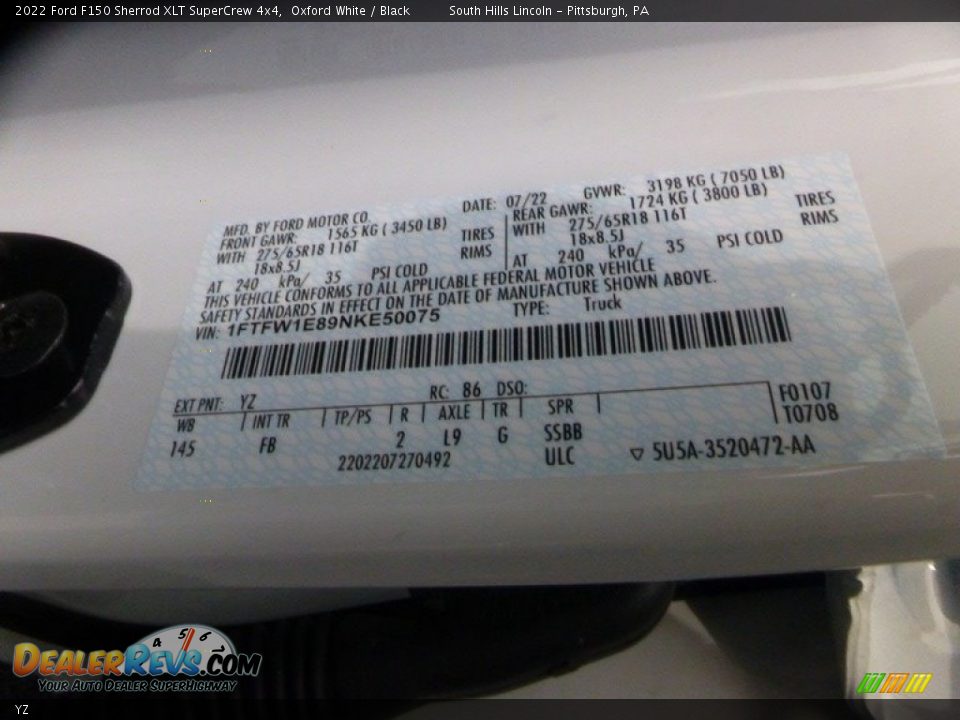 2022 Ford F150 Sherrod XLT SuperCrew 4x4, Oxford White / Black South Hills Lincoln - Pittsburgh, PA
MFD. BY FORD MOTOR CO. DATE: 07/22 GVWR: 3198 KG ( 7050 LB)
FRONT GAWR: 1565 KG ( 3450 LB) REAR GAWR: 1724 KG ( 3800 LB)
WITH 275/65R18 116T TIRES WITH 275/65R18 116T TIRES
18x8.5J RIMS 18x8.5J RIMS
AT 240 kPa/ 35 PSI COLD AT 240 kPa/ 35 PSI COLD
THIS VEHICLE CONFORMS TO ALL APPLICABLE FEDERAL MOTOR VEHICLE
SAFETY STANDARDS IN EFFECT ON THE DATE OF MANUFACTURE SHOWN ABOVE.
VIN: 1FTFW1E89NKE50075 TYPE: Truck
EXT PNT: YZ RC: 86 DSO: F0107
WB INT TR TP/PS R AXLE TR SPR T0708
145 FB 2 L9 G SSBB
2202207270492 ULC ▽ 5U5A-3520472-AA
4 5 6
DEALERREVS.COM
YOUR AUTO DEALER SUPERHIGHWAY
YZ